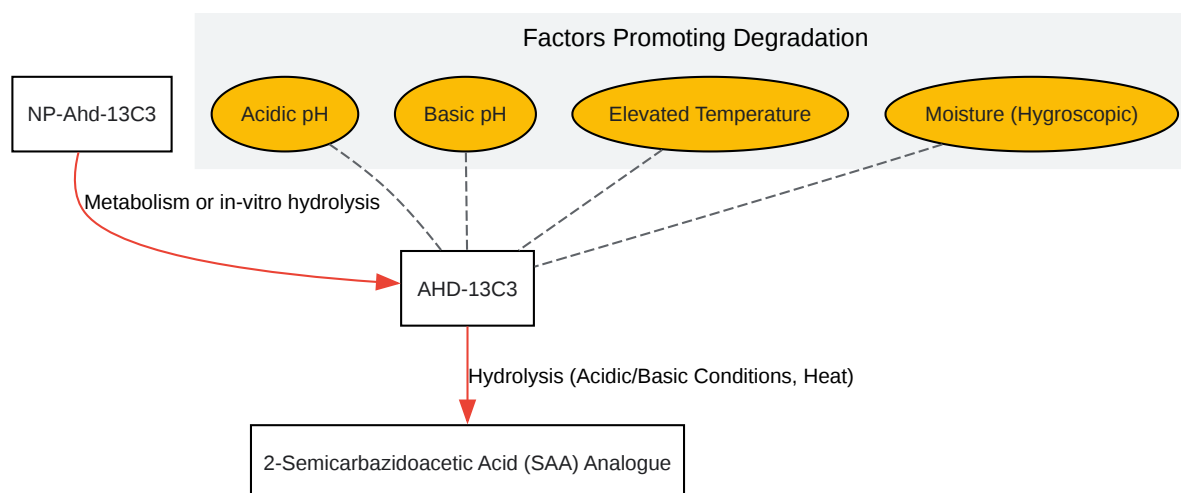 Factors Promoting Degradation
NP-Ahd-13C3
Acidic pH
Basic pH
Elevated Temperature
Moisture (Hygroscopic)
Metabolism or in-vitro hydrolysis
AHD-13C3
Hydrolysis (Acidic/Basic Conditions, Heat)
2-Semicarbazidoacetic Acid (SAA) Analogue